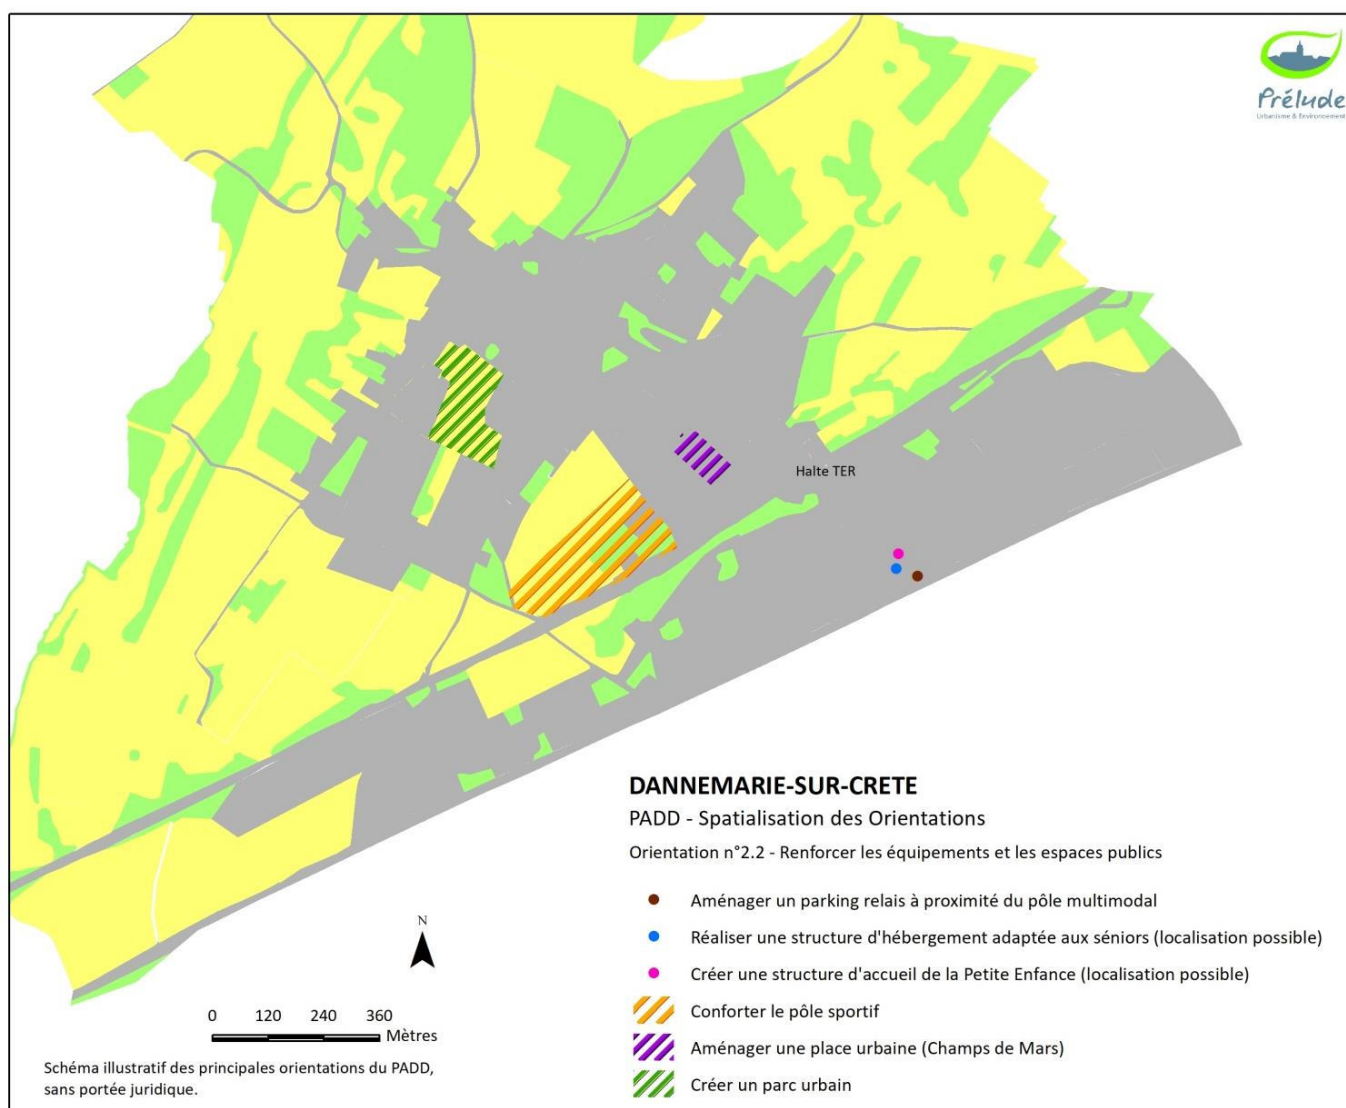 Prélude
Urbanisme & Environnement
Halte TER
DANNEMARIE-SUR-CRETE
PADD - Spatialisation des Orientations
Orientation n°2.2 - Renforcer les équipements et les espaces publics
Aménager un parking relais à proximité du pôle multimodal
Réaliser une structure d'hébergement adaptée aux séniors (localisation possible)
Créer une structure d'accueil de la Petite Enfance (localisation possible)
Conforter le pôle sportif
Aménager une place urbaine (Champs de Mars)
Créer un parc urbain
N
0 120 240 360
Mètres
Schéma illustratif des principales orientations du PADD,
sans portée juridique.